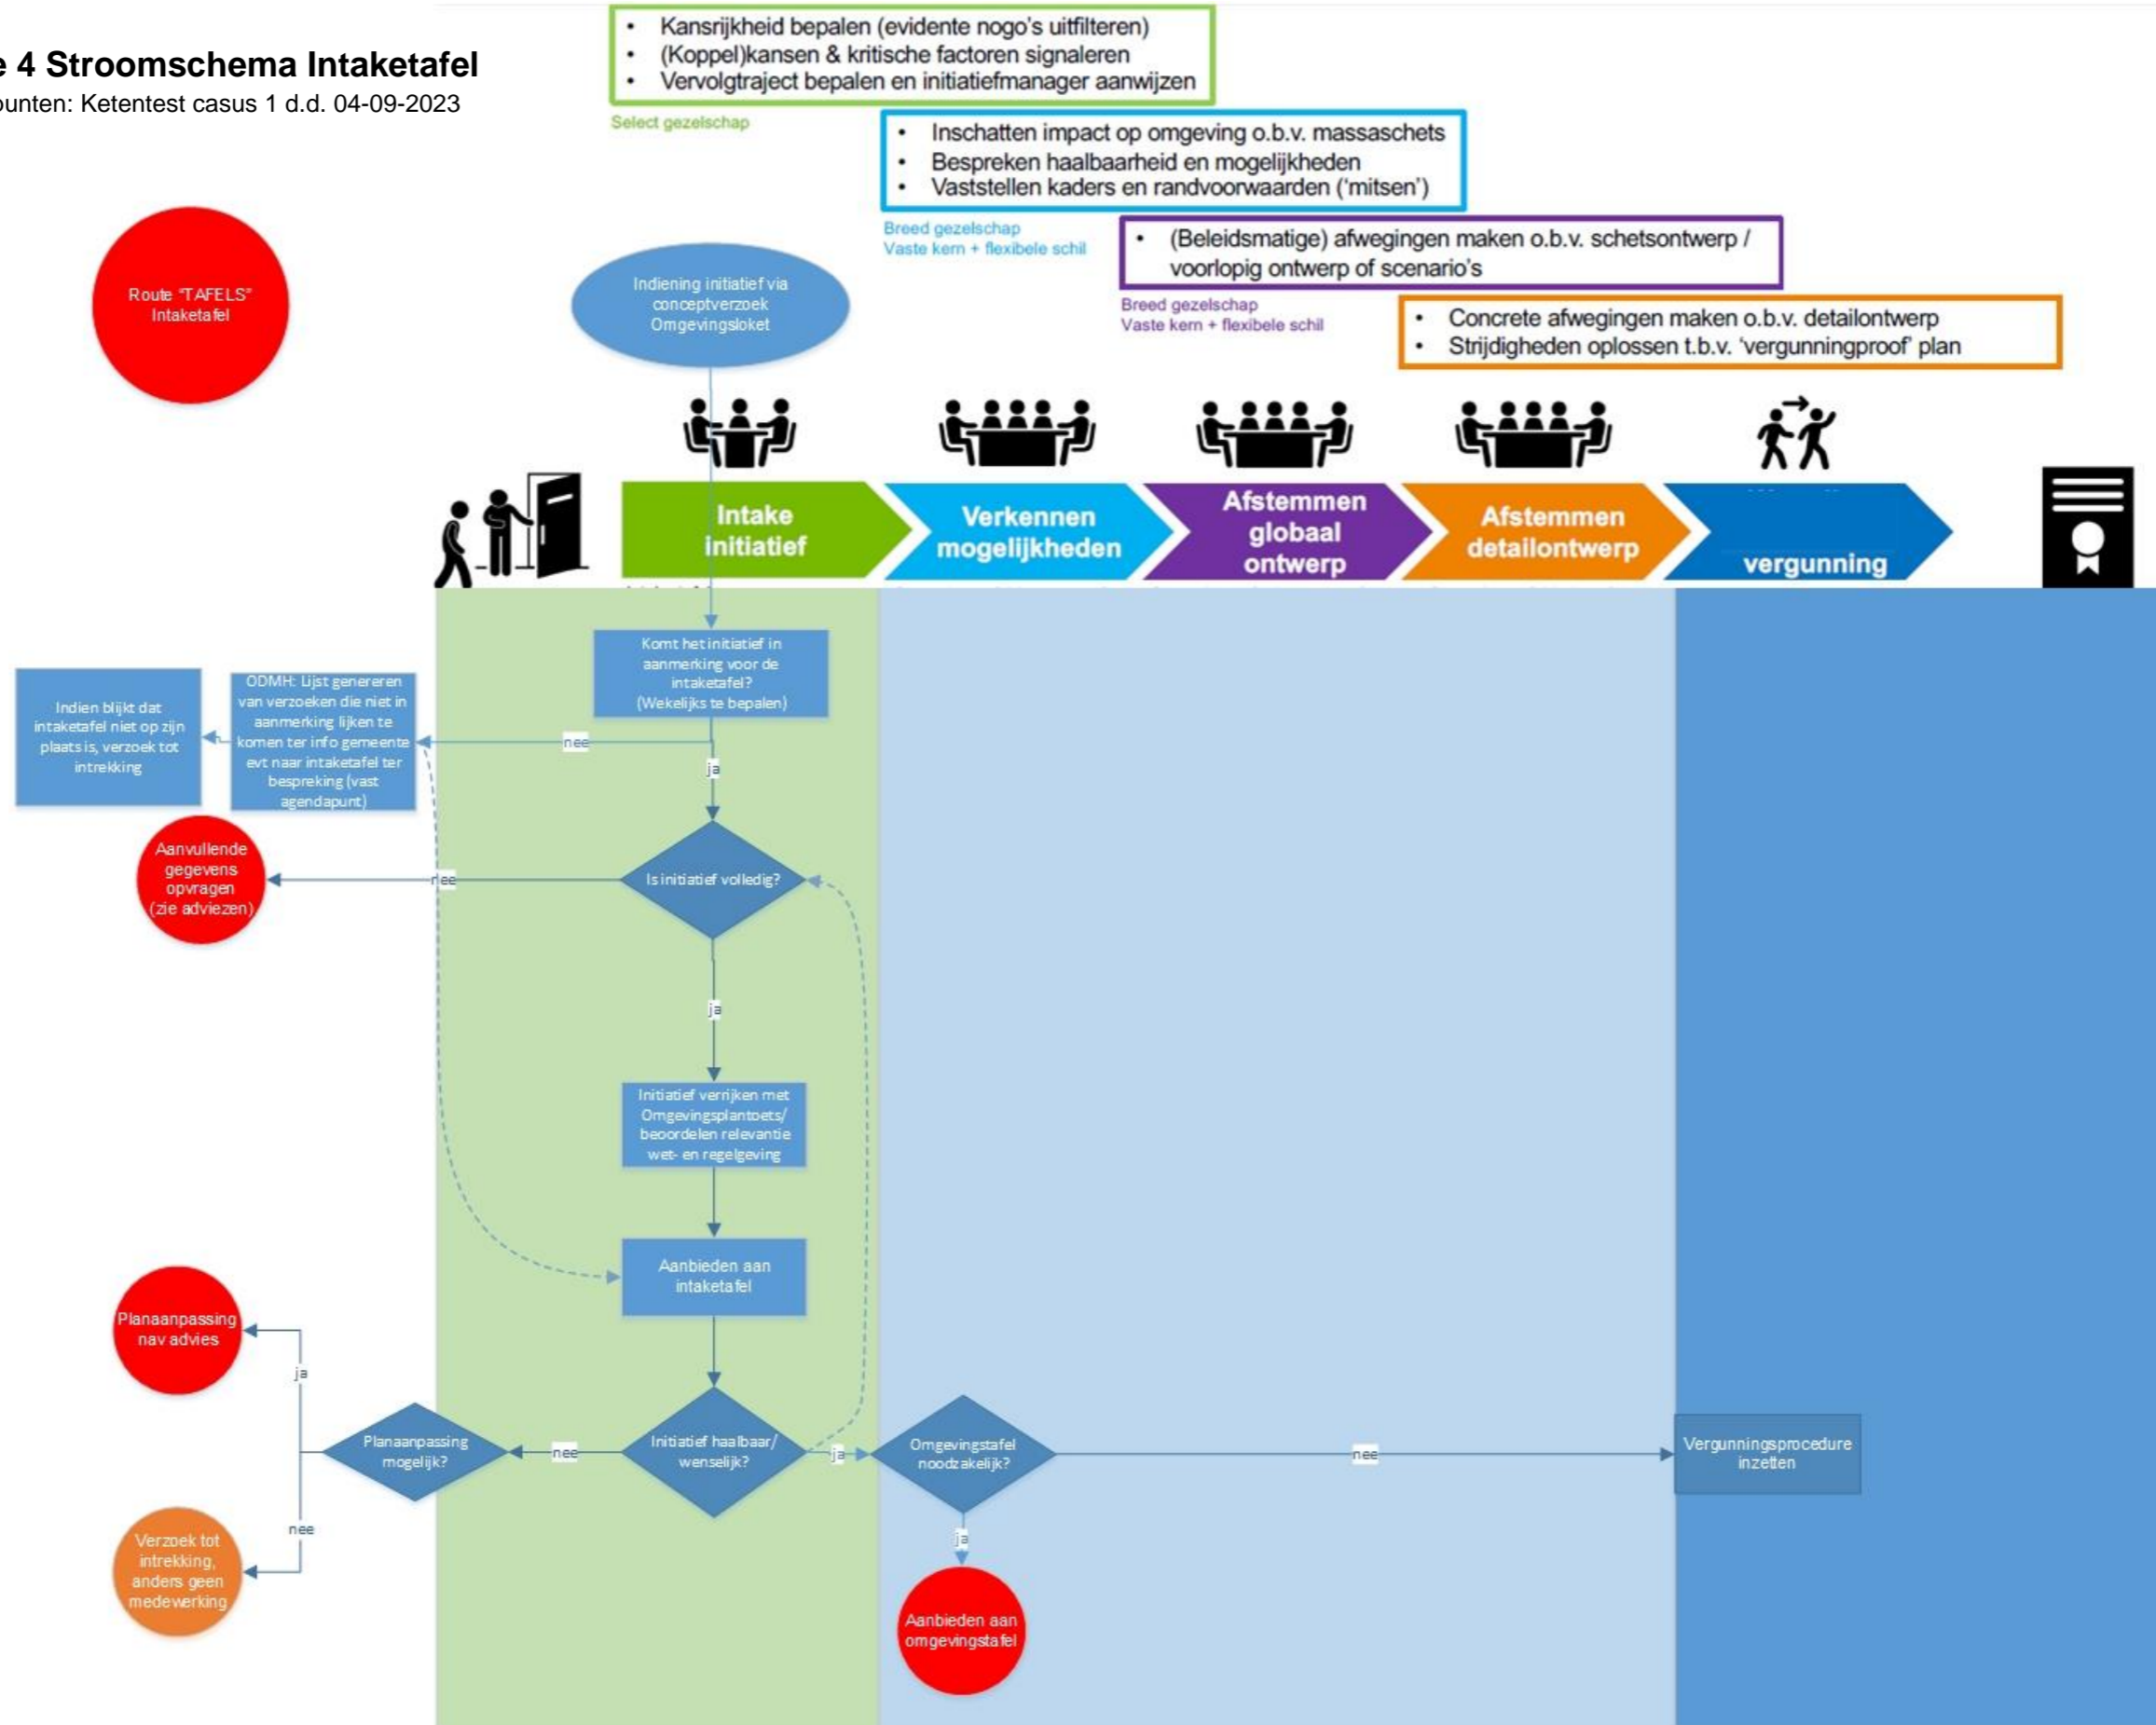 e 4 Stroomschema Intaketafel
unten: Ketentest casus 1 d.d. 04-09-2023
• Kansrijkheid bepalen (evidente nogo's uitfilteren)
• (Koppel)kansen & kritische factoren signaleren
• Vervolgtraject bepalen en initiatiefmanager aanwijzen
Select gezelschap
• Inschatten impact op omgeving o.b.v. massaschets
• Bespreken haalbaarheid en mogelijkheden
• Vaststellen kaders en randvoorwaarden (‘mitsen’)
Breed gezelschap
Vaste kern + flexibele schil
• (Beleidsmatige) afwegingen maken o.b.v. schetsontwerp /
voorlopig ontwerp of scenario's
Breed gezelschap
Vaste kern + flexibele schil
• Concrete afwegingen maken o.b.v. detailontwerp
• Strijdigheden oplossen t.b.v. ‘vergunningproof’ plan
Route "TAFELS"
Intaketafel
Indiening initiatief via
conceptverzoek
Omgevingsloket
Intake
initiatief
Verkennen
mogelijkheden
Afstemmen
globaal
ontwerp
Afstemmen
detailontwerp
vergunning
Komt het initiatief in
aanmerking voor de
intaketafel?
(Wekelijks te bepalen)
nee
ja
ODMH: Lijst genereren
van verzoeken die niet in
aanmerking lijken te
komen ter info gemeente
evt naar intaketafel ter
bespreking (vast
agendapunt)
Indien blijkt dat
intaketafel niet op zijn
plaats is, verzoek tot
intrekking
Is initiatief volledig?
nee
Aanvullende
gegevens
opvragen
(zie adviezen)
ja
Initiatief verrijken met
Omgevingsplantoets/
beoordelen relevantie
wet- en regelgeving
Aanbieden aan
intaketafel
Initiatief haalbaar/
wenselijk?
nee
Planaanpassing
mogelijk?
ja
Planaanpassing
nav advies
nee
Verzoek tot
intrekking,
anders geen
medewerking
ja
Omgevingstafel
noodzakelijk?
nee
Vergunningsprocedure
inzetten
ja
Aanbieden aan
omgevingstafel